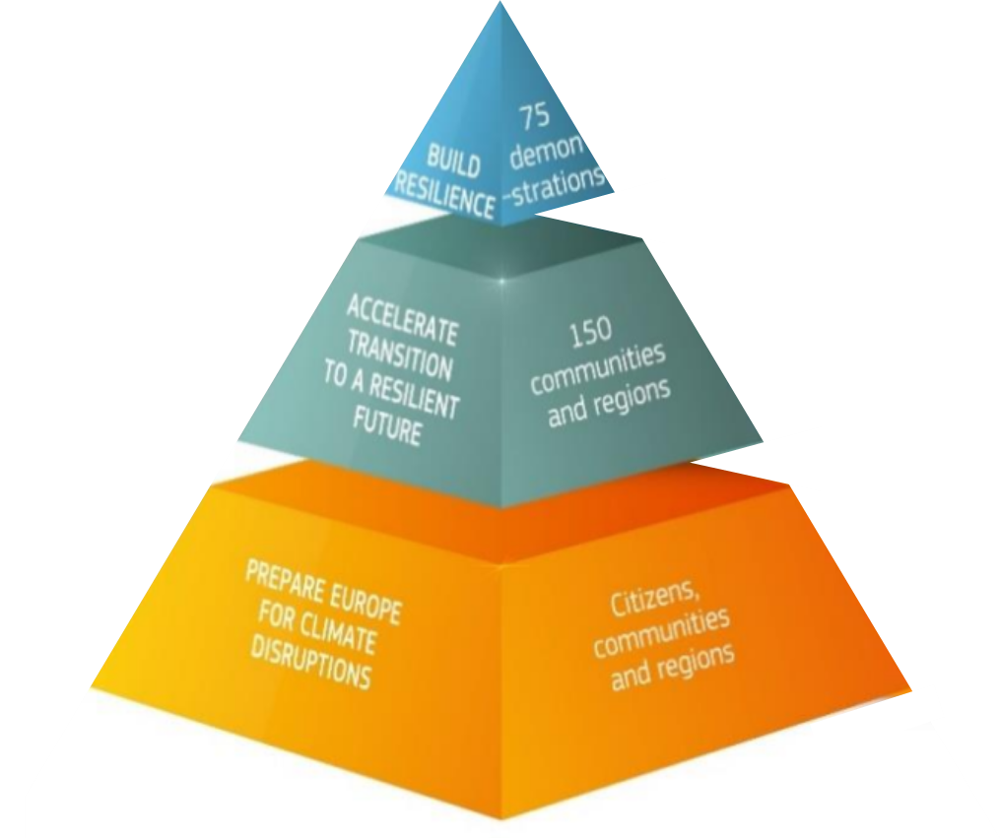 BUILD
RESILIENCE
75
demon
-strations
ACCELERATE
TRANSITION
TO A RESILIENT
FUTURE
150
communities
and regions
PREPARE EUROPE
FOR CLIMATE
DISRUPTIONS
Citizens,
communities
and regions